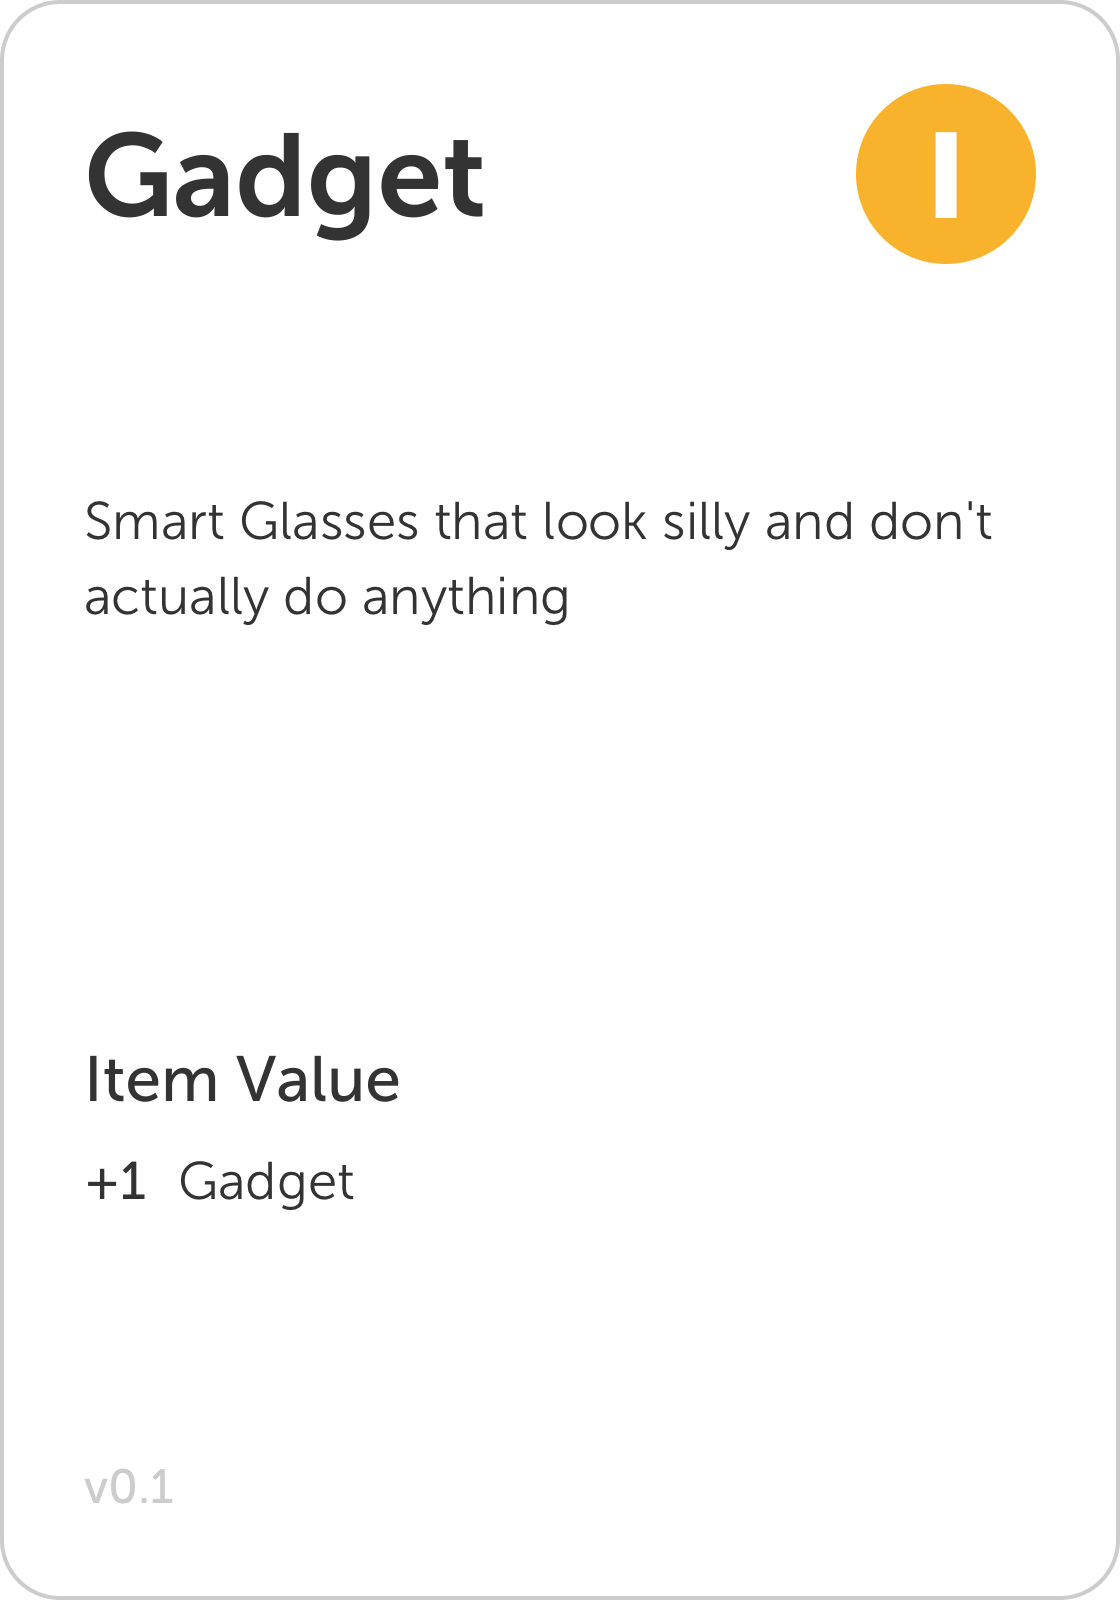 Gadget
I
Smart Glasses that look silly and don't
actually do anything
Item Value
+1 Gadget
v0.1